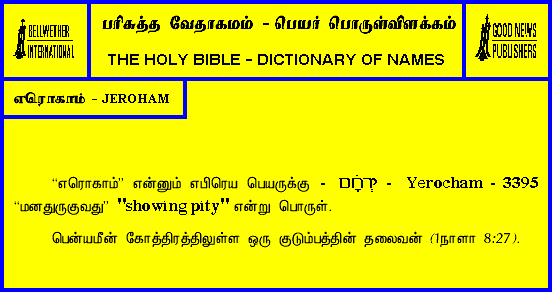 BELLWETHER
INTERNATIONAL
பரிசுத்த வேதாகமம் - பெயர் பொருள்விளக்கம்
THE HOLY BIBLE - DICTIONARY OF NAMES
GOOD NEWS
PUBLISHERS
எரொகாம் - JEROHAM
“எரொகாம்” என்னும் எபிரெய பெயருக்கு - יְרֹחָם - Yerocham - 3395
“மனதுருகுவது” "showing pity" என்று பொருள்.
பென்யமீன் கோத்திரத்திலுள்ள ஒரு குடும்பத்தின் தலைவன் (1நாளா 8:27).